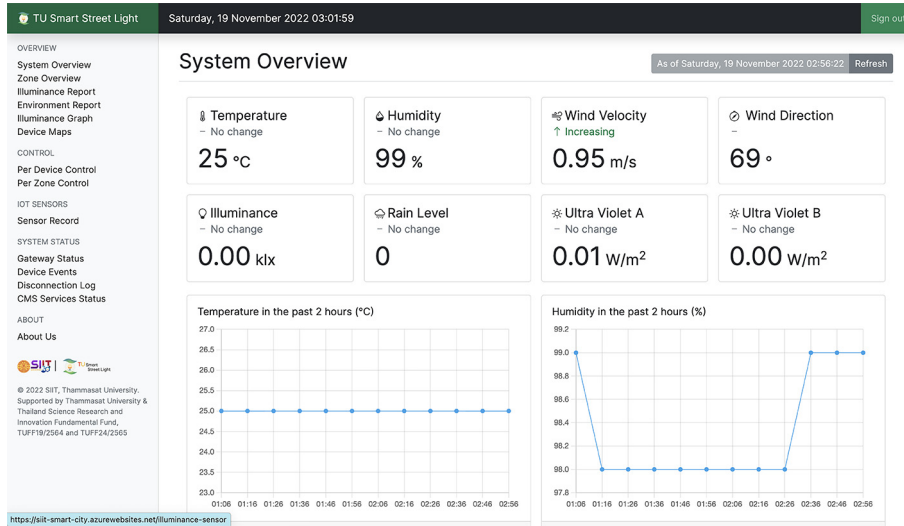 TU Smart Street Light
Saturday, 19 November 2022 03:01:59
Sign out
OVERVIEW
System Overview
Zone Overview
Illuminance Report
Environment Report
Illuminance Graph
Device Maps
CONTROL
Per Device Control
Per Zone Control
IOT SENSORS
Sensor Record
SYSTEM STATUS
Gateway Status
Device Events
Disconnection Log
CMS Services Status
ABOUT
About Us
SIIT
TU Smart
Street Light
© 2022 SIIT, Thammasat University.
Supported by Thammasat University &
Thailand Science Research and
Innovation Fundamental Fund,
TUFF19/2564 and TUFF24/2565
https://siit-smart-city.azurewebsites.net/illuminance-sensor
System Overview
As of Saturday, 19 November 2022 02:56:22
Refresh
Temperature
– No change
25 °C
Humidity
– No change
99 %
Wind Velocity
↑ Increasing
0.95 m/s
Wind Direction
–
69 °
Illuminance
– No change
0.00 klx
Rain Level
– No change
0
Ultra Violet A
– No change
0.01 W/m²
Ultra Violet B
– No change
0.00 W/m²
Temperature in the past 2 hours (°C)
27.0
26.5
26.0
25.5
25.0
24.5
24.0
23.5
23.0
01:06 01:16 01:26 01:36 01:46 01:56 02:06 02:16 02:26 02:36 02:46 02:56
Humidity in the past 2 hours (%)
99.2
99.0
98.8
98.6
98.4
98.2
98.0
97.8
01:06 01:16 01:26 01:36 01:46 01:56 02:06 02:16 02:26 02:36 02:46 02:56